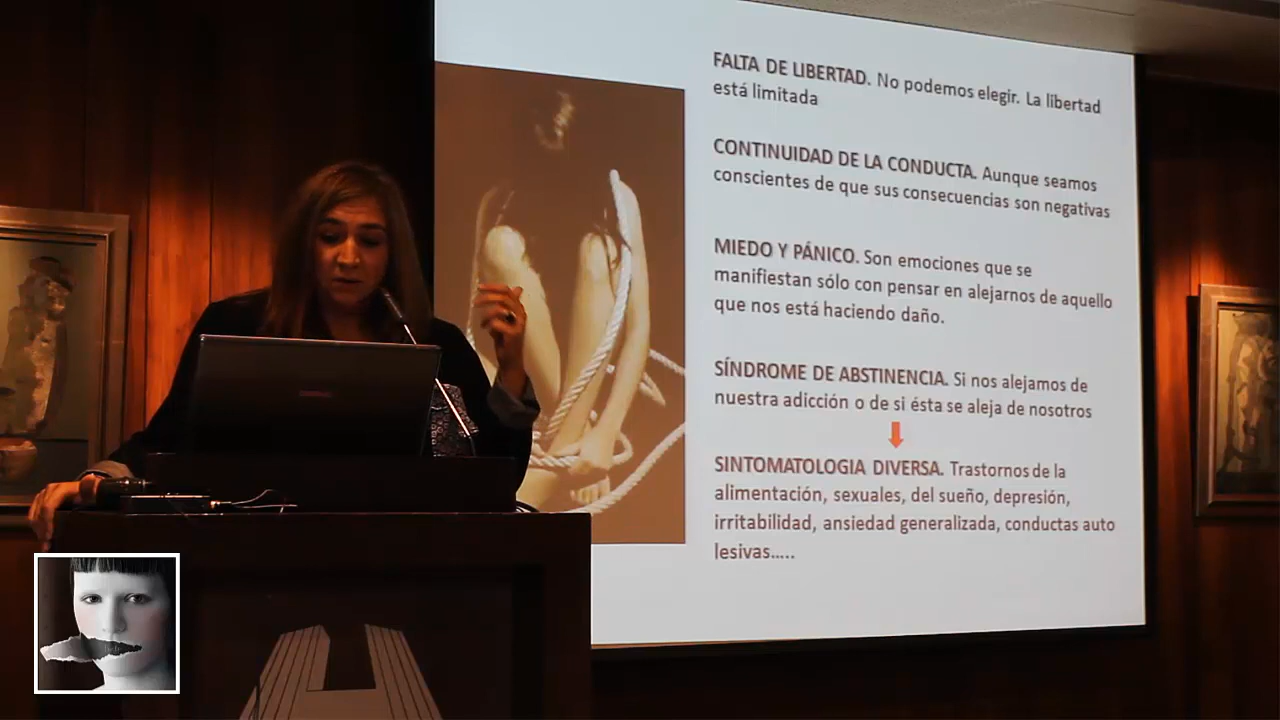 FALTA DE LIBERTAD. No podemos elegir. La libertad
está limitada
CONTINUIDAD DE LA CONDUCTA. Aunque seamos
conscientes de que sus consecuencias son negativas
MIEDO Y PÁNICO. Son emociones que se
manifiestan sólo con pensar en alejarnos de aquello
que nos está haciendo daño.
SÍNDROME DE ABSTINENCIA. Si nos alejamos de
nuestra adicción o de si ésta se aleja de nosotros
SINTOMATOLOGIA DIVERSA. Trastornos de la
alimentación, sexuales, del sueño, depresión,
irritabilidad, ansiedad generalizada, conductas auto
lesivas.....